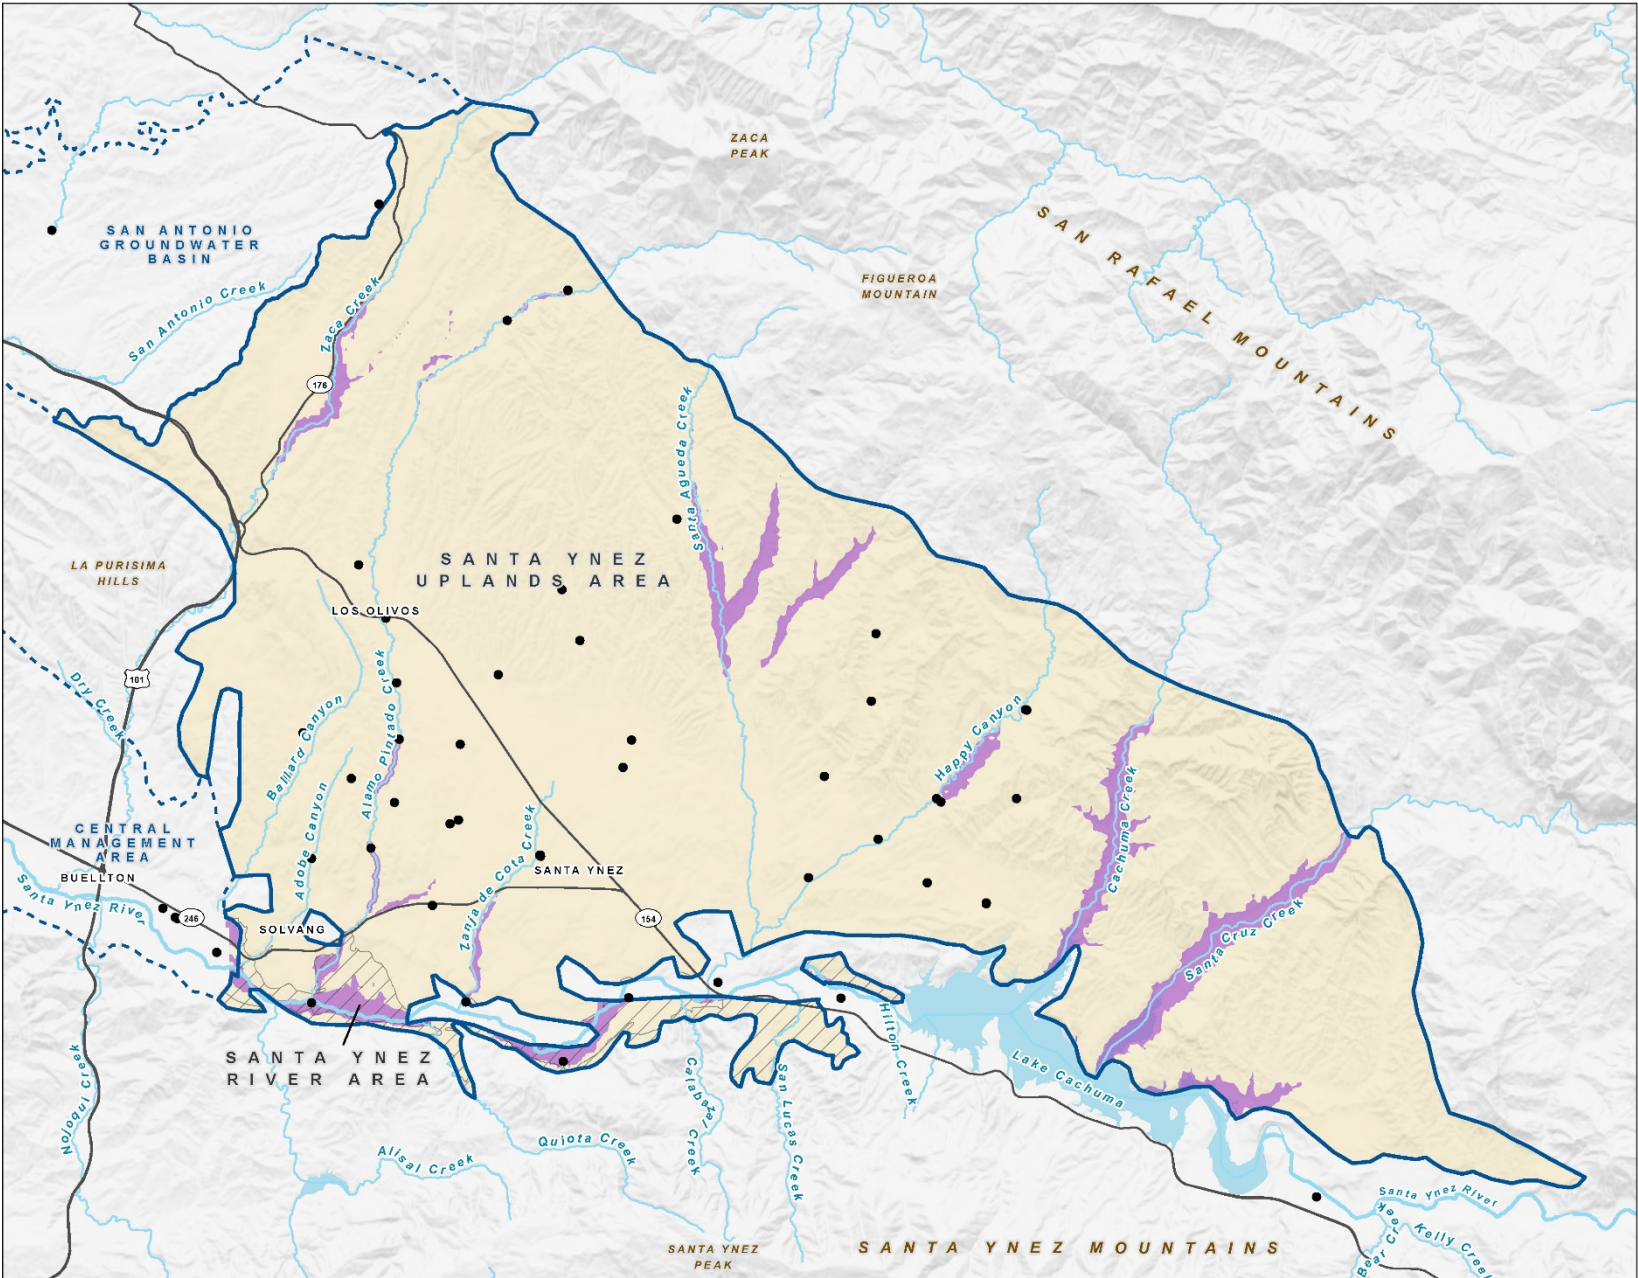 ZACA
PEAK
SAN RAFAEL MOUNTAINS
SAN ANTONIO
GROUNDWATER
BASIN
FIGUEROA
MOUNTAIN
San Antonio Creek
Zaca Creek
176
Santa Agueda Creek
SANTA YNEZ
UPLANDS AREA
LA PURISIMA
HILLS
LOS OLIVOS
101
Dry Creek
Ballard Canyon
Alamo Pintado Creek
Happy Canyon
Adobe Canyon
Cachuma Creek
CENTRAL
MANAGEMENT
AREA
BUELLTON
Zanja de Cota Creek
SANTA YNEZ
Santa Ynez River
246
154
SOLVANG
Santa Cruz Creek
SANTA YNEZ
RIVER AREA
Hilton Creek
Lake Cachuma
Nojoqui Creek
Calabazal Creek
San Lucas Creek
Quiota Creek
Alisal Creek
Santa Ynez River
Bear Creek
Kelly Creek
SANTA YNEZ
PEAK
SANTA YNEZ MOUNTAINS